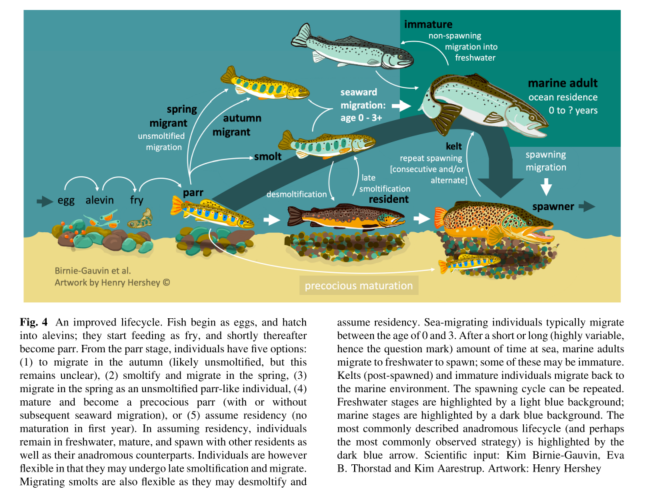 immature
non-spawning
migration into
freshwater
marine adult
ocean residence
0 to ? years
seaward
migration:
age 0 - 3+
spring
migrant
unsmoltified
migration
autumn
migrant
smolt
kelt
repeat spawning
[consecutive and/or
alternate]
spawning
migration
egg alevin fry
parr
desmoltification
late
smoltification
resident
spawner
Birnie-Gauvin et al.
Artwork by Henry Hershey ©
precocious maturation
Fig. 4 An improved lifecycle. Fish begin as eggs, and hatch
into alevins; they start feeding as fry, and shortly thereafter
become parr. From the parr stage, individuals have five options:
(1) to migrate in the autumn (likely unsmoltified, but this
remains unclear), (2) smoltify and migrate in the spring, (3)
migrate in the spring as an unsmoltified parr-like individual, (4)
mature and become a precocious parr (with or without
subsequent seaward migration), or (5) assume residency (no
maturation in first year). In assuming residency, individuals
remain in freshwater, mature, and spawn with other residents as
well as their anadromous counterparts. Individuals are however
flexible in that they may undergo late smoltification and migrate.
Migrating smolts are also flexible as they may desmoltify and
assume residency. Sea-migrating individuals typically migrate
between the age of 0 and 3. After a short or long (highly variable,
hence the question mark) amount of time at sea, marine adults
migrate to freshwater to spawn; some of these may be immature.
Kelts (post-spawned) and immature individuals migrate back to
the marine environment. The spawning cycle can be repeated.
Freshwater stages are highlighted by a light blue background;
marine stages are highlighted by a dark blue background. The
most commonly described anadromous lifecycle (and perhaps
the most commonly observed strategy) is highlighted by the
dark blue arrow. Scientific input: Kim Birnie-Gauvin, Eva
B. Thorstad and Kim Aarestrup. Artwork: Henry Hershey